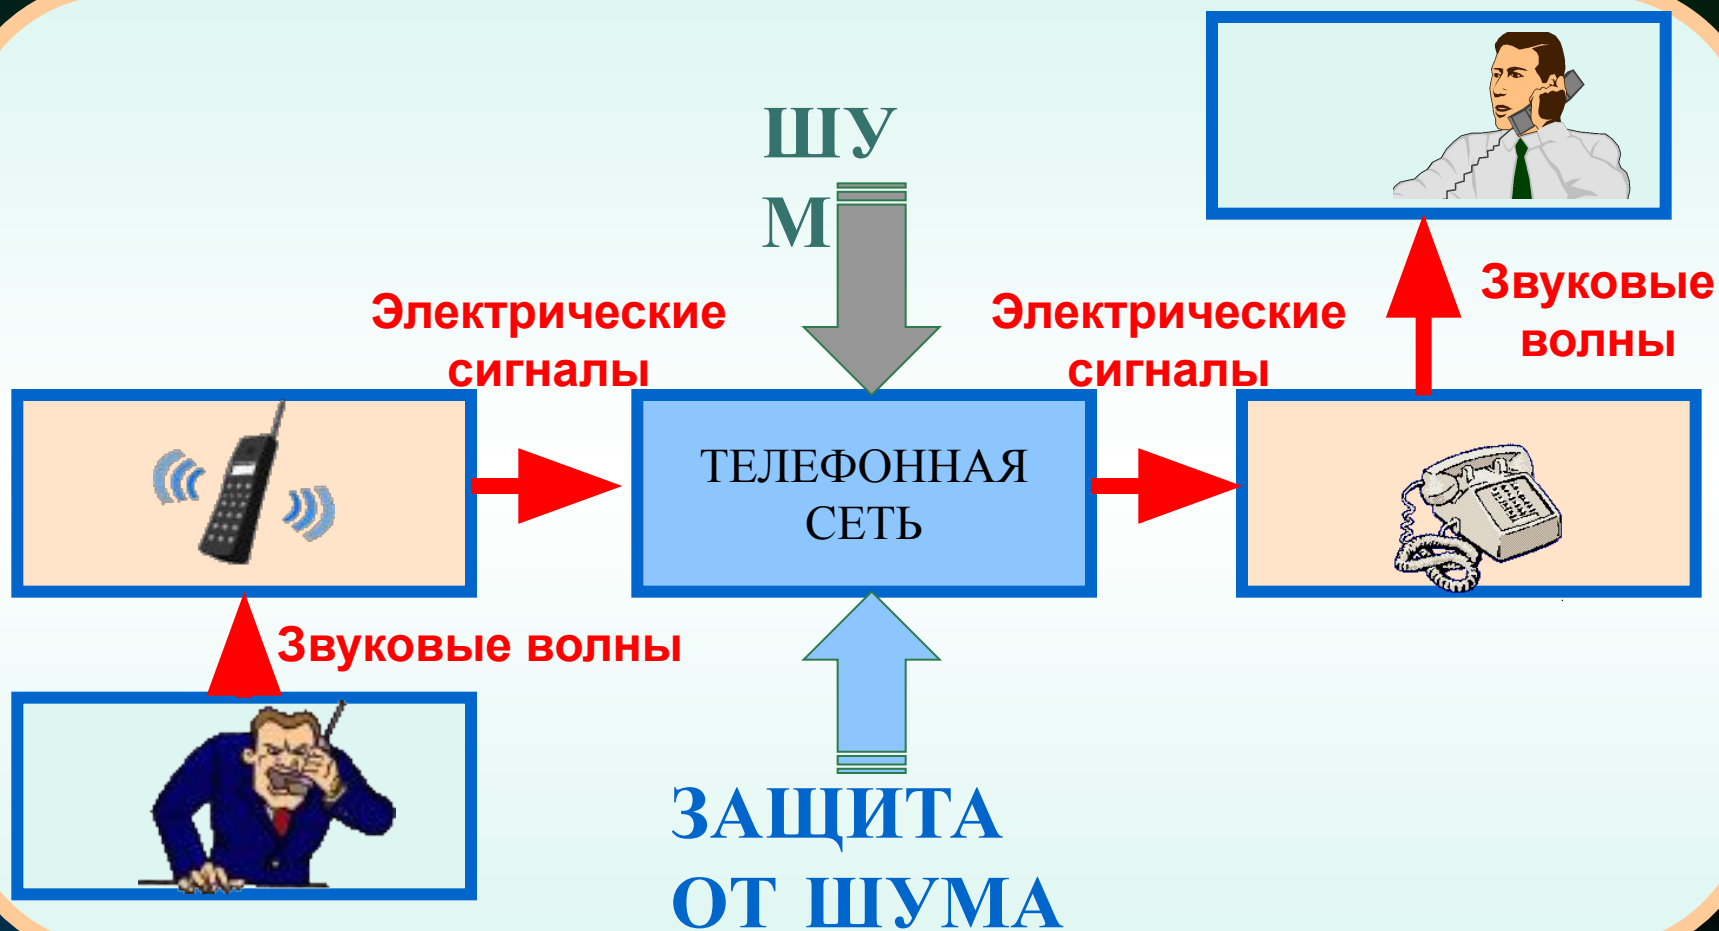 ШУ
М
Электрические
сигналы
Электрические
сигналы
Звуковые
волны
ТЕЛЕФОННАЯ
СЕТЬ
Звуковые волны
ЗАЩИТА
ОТ ШУМА